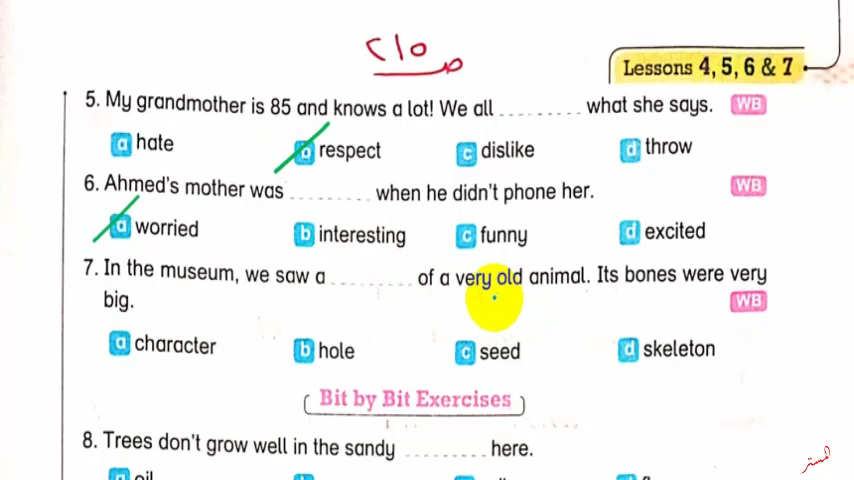 Lessons 4, 5, 6 & 7
5. My grandmother is 85 and knows a lot! We all .......... what she says. WB
a hate b respect c dislike d throw
6. Ahmed's mother was .......... when he didn't phone her. WB
a worried b interesting c funny d excited
7. In the museum, we saw a .......... of a very old animal. Its bones were very
big. WB
a character b hole c seed d skeleton
Bit by Bit Exercises
8. Trees don't grow well in the sandy .......... here.